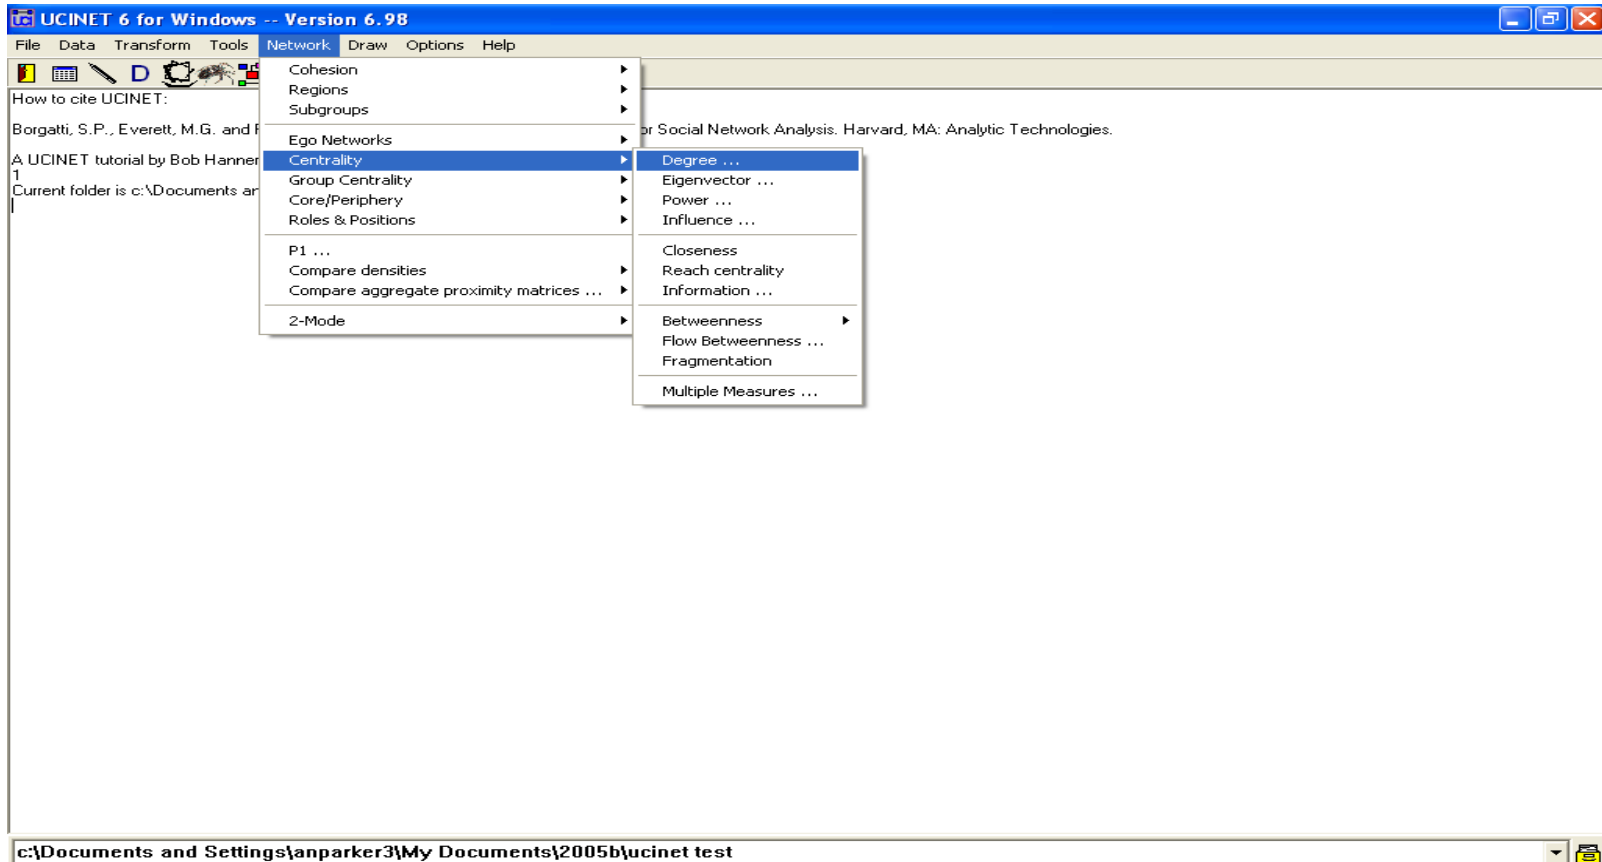 UCINET 6 for Windows -- Version 6.98
File Data Transform Tools Network Draw Options Help
D
How to cite UCINET:
Borgatti, S.P., Everett, M.G. and
or Social Network Analysis. Harvard, MA: Analytic Technologies.
A UCINET tutorial by Bob Hanner
1
Current folder is c:\Documents an
Cohesion
Regions
Subgroups
Ego Networks
Centrality
Group Centrality
Core/Periphery
Roles & Positions
P1 ...
Compare densities
Compare aggregate proximity matrices ...
2-Mode
Degree ...
Eigenvector ...
Power ...
Influence ...
Closeness
Reach centrality
Information ...
Betweenness
Flow Betweenness ...
Fragmentation
Multiple Measures ...
c:\Documents and Settings\anparker3\My Documents\2005b\ucinet test